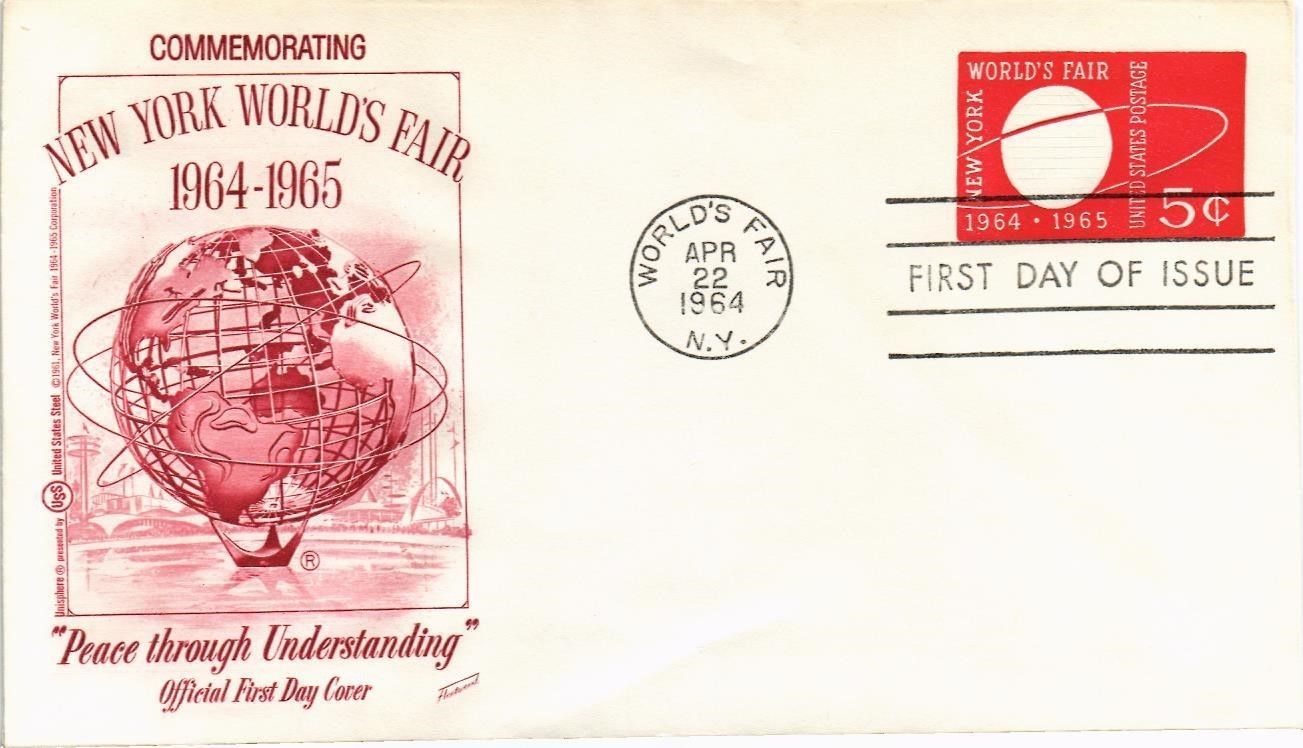 COMMEMORATING
NEW YORK WORLD'S FAIR
1964-1965
Unisphere ® presented by USS United States Steel ©1961, New York World's Fair 1964-1965 Corporation
®
"Peace through Understanding"
Official First Day Cover
Fleetwood
WORLD'S FAIR
APR
22
1964
N.Y.
WORLD'S FAIR
NEW YORK
UNITED STATES POSTAGE
1964 · 1965
5¢
FIRST DAY OF ISSUE